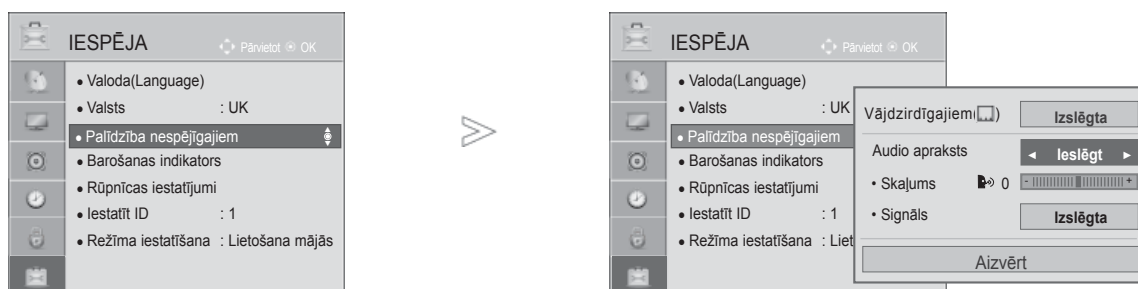 IESPĒJA Pārvietot OK
• Valoda(Language)
• Valsts : UK
• Palīdzība nespējīgajiem
• Barošanas indikators
• Rūpnīcas iestatījumi
• Iestatīt ID : 1
• Režīma iestatīšana : Lietošana mājās
IESPĒJA Pārvietot OK
• Valoda(Language)
• Valsts : UK
• Palīdzība nespējīgajiem
• Barošanas indikators
• Rūpnīcas iestatījumi
• Iestatīt ID : 1
• Režīma iestatīšana : Liet
Vājdzirdīgajiem( ) Izslēgta
Audio apraksts ◄ Ieslēgt ►
• Skaļums 0 - +
• Signāls Izslēgta
Aizvērt